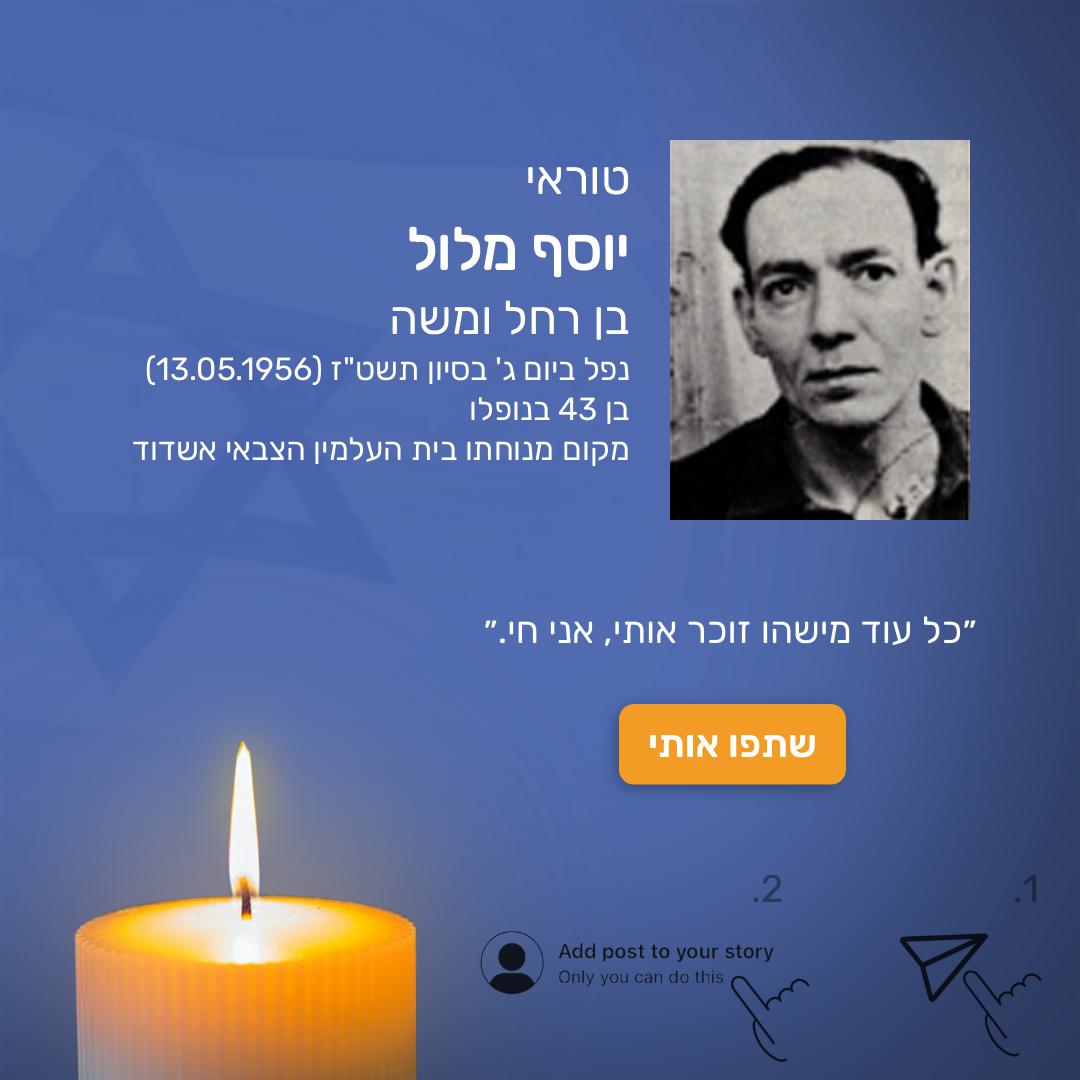 טוראי
יוסף מלול
בן רחל ומשה
נפל ביום ג' בסיון תשט"ז (13.05.1956)
בן 43 בנופלו
מקום מנוחתו בית העלמין הצבאי אשדוד
״כל עוד מישהו זוכר אותי, אני חי.״
שתפו אותי
1.
2.
Add post to your story
Only you can do this